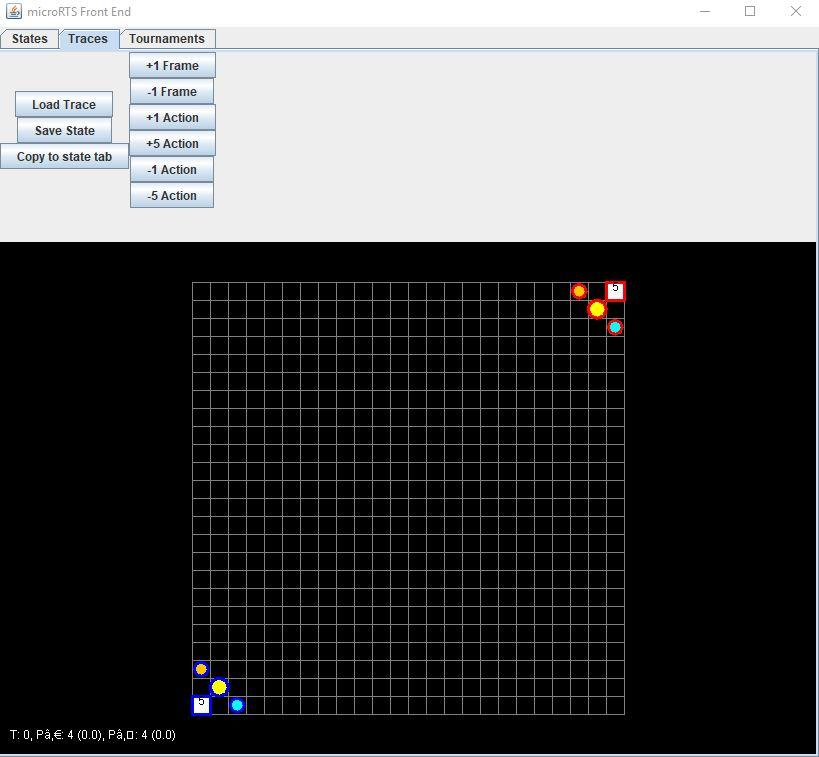 microRTS Front End
States Traces Tournaments
+1 Frame
-1 Frame
Load Trace
+1 Action
Save State
+5 Action
Copy to state tab
-1 Action
-5 Action
5
5
T: 0, Pâ‚€: 4 (0.0), Pâ‚□: 4 (0.0)